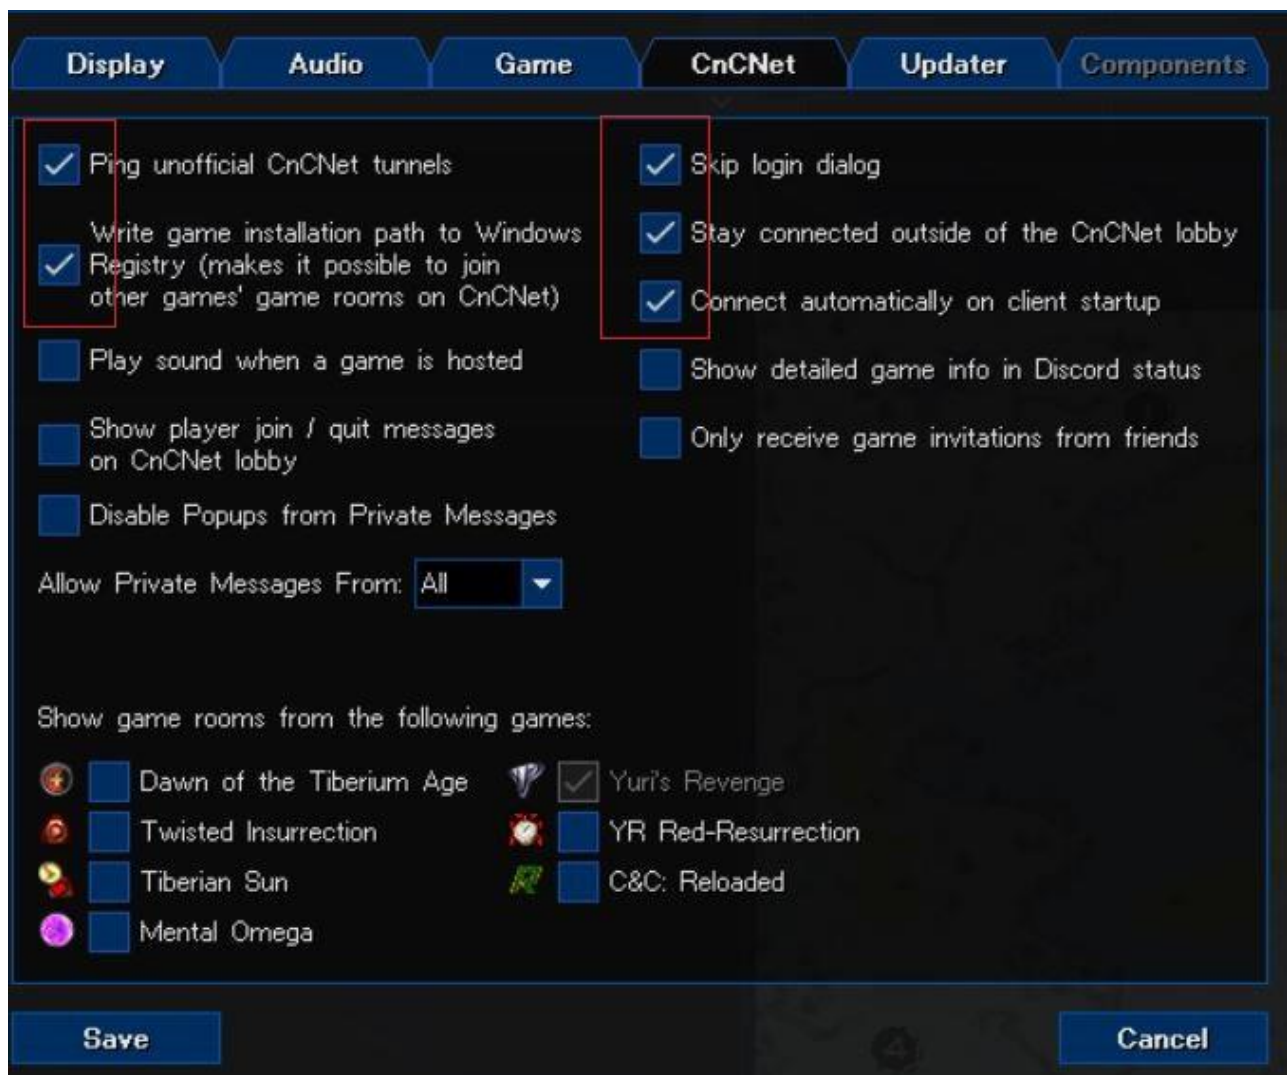 Display Audio Game CnCNet Updater Components
Ping unofficial CnCNet tunnels
Write game installation path to Windows
Registry (makes it possible to join
other games' game rooms on CnCNet)
Play sound when a game is hosted
Show player join / quit messages
on CnCNet lobby
Disable Popups from Private Messages
Allow Private Messages From: All
Skip login dialog
Stay connected outside of the CnCNet lobby
Connect automatically on client startup
Show detailed game info in Discord status
Only receive game invitations from friends
Show game rooms from the following games:
Dawn of the Tiberium Age
Twisted Insurrection
Tiberian Sun
Mental Omega
Yuri's Revenge
YR Red-Resurrection
C&C: Reloaded
Save Cancel